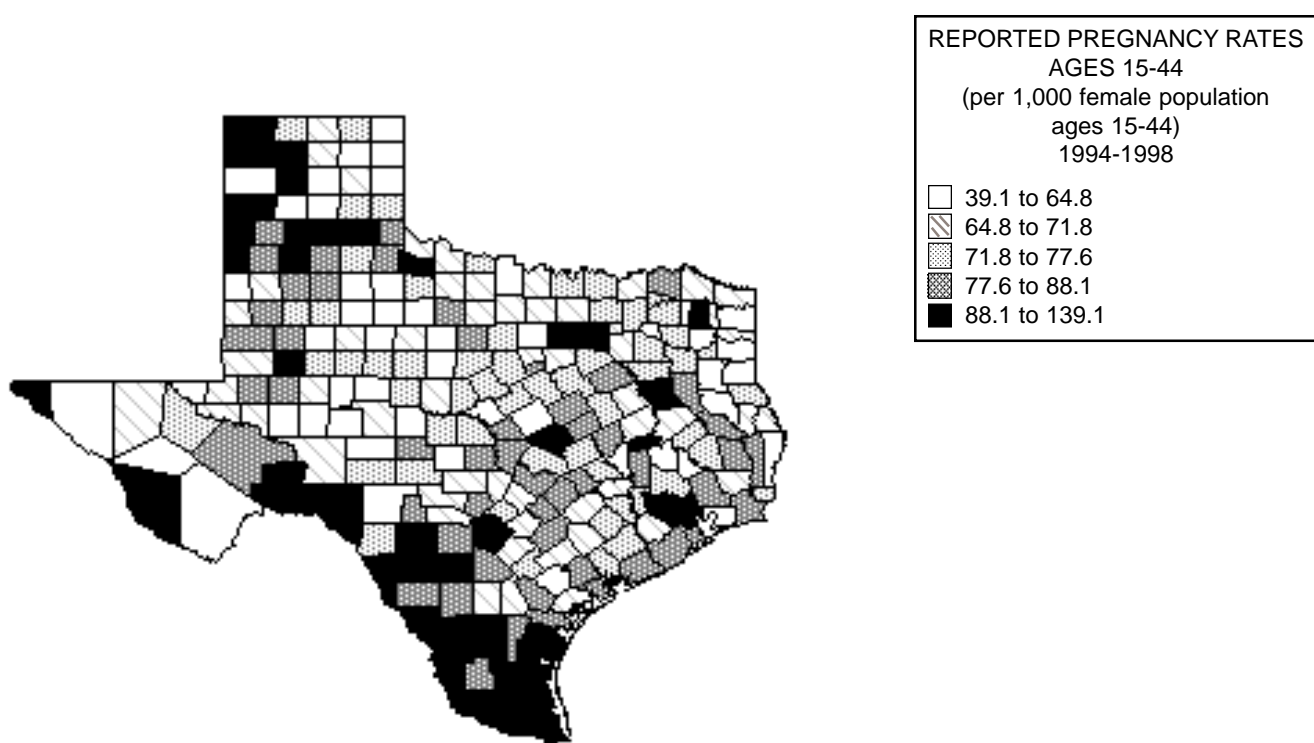 REPORTED PREGNANCY RATES
AGES 15-44
(per 1,000 female population
ages 15-44)
1994-1998
39.1 to 64.8
64.8 to 71.8
71.8 to 77.6
77.6 to 88.1
88.1 to 139.1